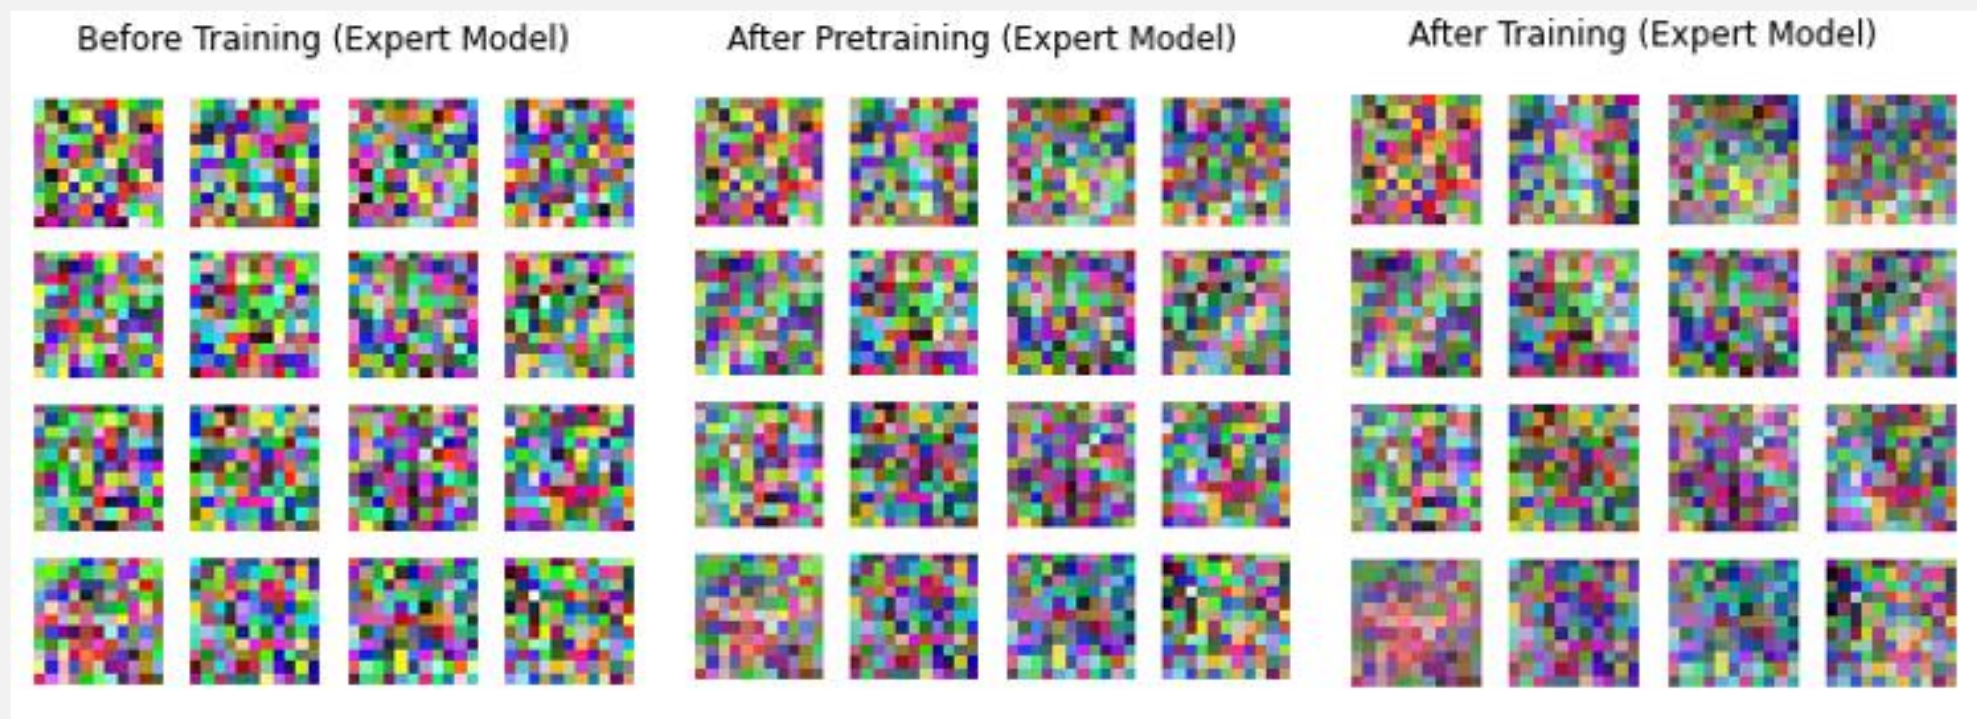 Before Training (Expert Model)
After Pretraining (Expert Model)
After Training (Expert Model)